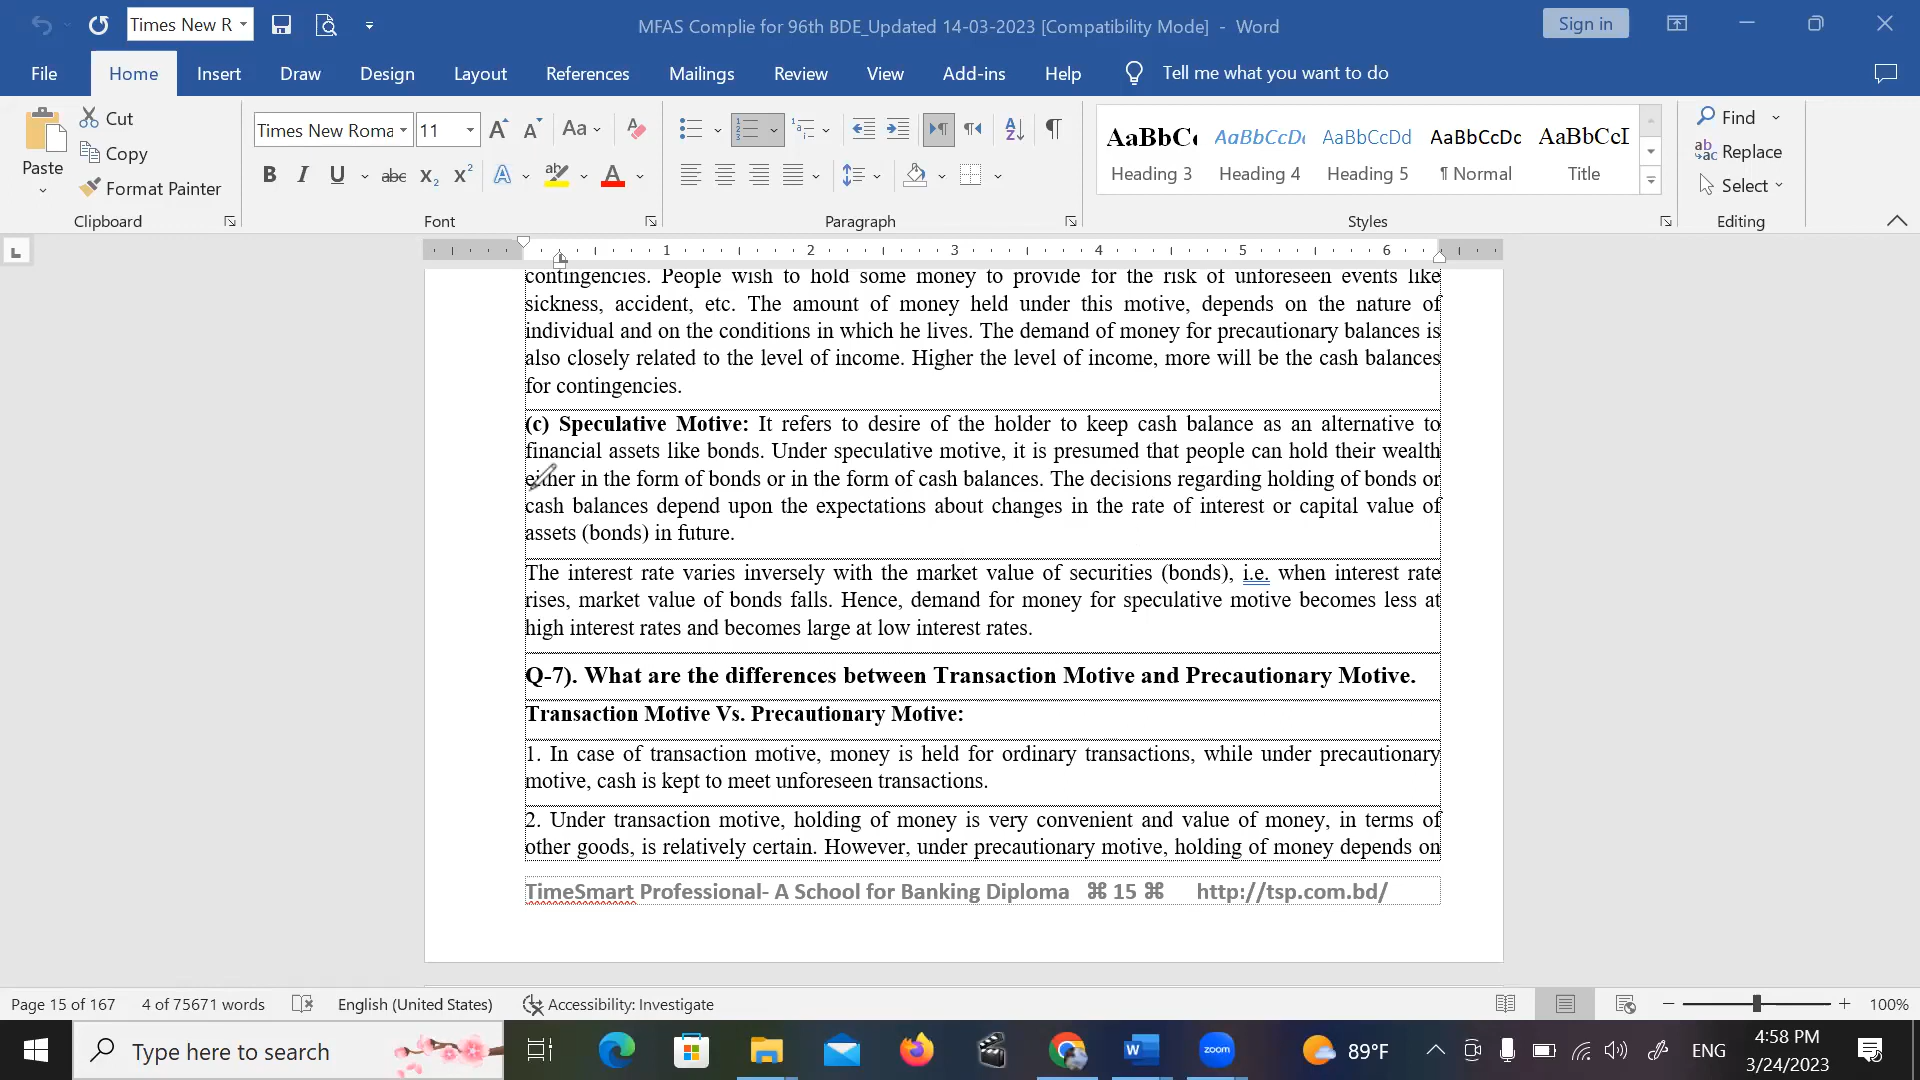 Times New R
MFAS Complie for 96th BDE_Updated 14-03-2023 [Compatibility Mode] - Word
Sign in
File Home Insert Draw Design Layout References Mailings Review View Add-ins Help Tell me what you want to do
Paste
Cut
Copy
Format Painter
Clipboard
Times New Roma 11
Font
Paragraph
AaBbCc AaBbCcDc AaBbCcDd AaBbCcDc AaBbCcD
Heading 3 Heading 4 Heading 5 ¶ Normal Title
Styles
Find
Replace
Select
Editing
1 2 3 4 5 6
contingencies. People wish to hold some money to provide for the risk of unforeseen events like
sickness, accident, etc. The amount of money held under this motive, depends on the nature of
individual and on the conditions in which he lives. The demand of money for precautionary balances is
also closely related to the level of income. Higher the level of income, more will be the cash balances
for contingencies.
(c) Speculative Motive: It refers to desire of the holder to keep cash balance as an alternative to
financial assets like bonds. Under speculative motive, it is presumed that people can hold their wealth
either in the form of bonds or in the form of cash balances. The decisions regarding holding of bonds or
cash balances depend upon the expectations about changes in the rate of interest or capital value of
assets (bonds) in future.
The interest rate varies inversely with the market value of securities (bonds), i.e. when interest rate
rises, market value of bonds falls. Hence, demand for money for speculative motive becomes less at
high interest rates and becomes large at low interest rates.
Q-7). What are the differences between Transaction Motive and Precautionary Motive.
Transaction Motive Vs. Precautionary Motive:
1. In case of transaction motive, money is held for ordinary transactions, while under precautionary
motive, cash is kept to meet unforeseen transactions.
2. Under transaction motive, holding of money is very convenient and value of money, in terms of
other goods, is relatively certain. However, under precautionary motive, holding of money depends on
TimeSmart Professional- A School for Banking Diploma ⌘ 15 ⌘ http://tsp.com.bd/
Page 15 of 167 4 of 75671 words English (United States) Accessibility: Investigate 100%
Type here to search
zoom
89°F
ENG
4:58 PM
3/24/2023